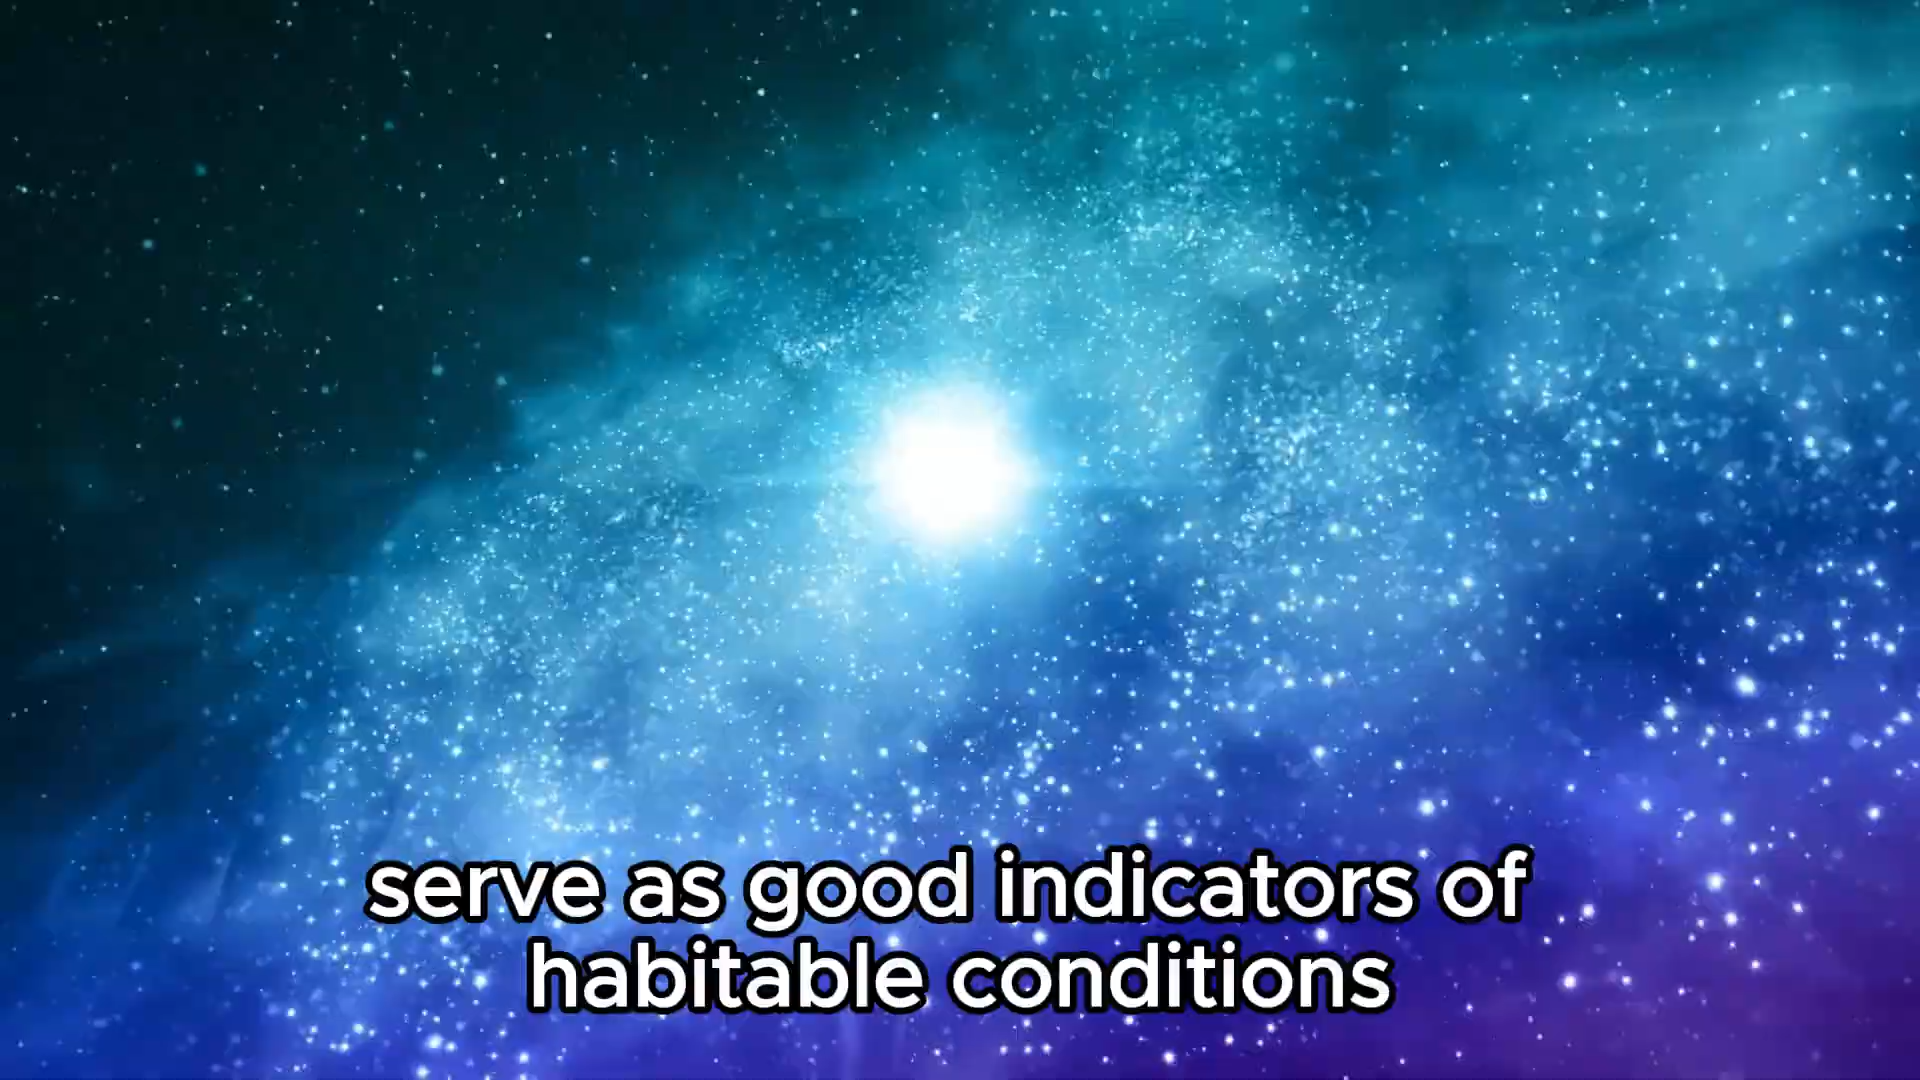 serve as good indicators of
habitable conditions